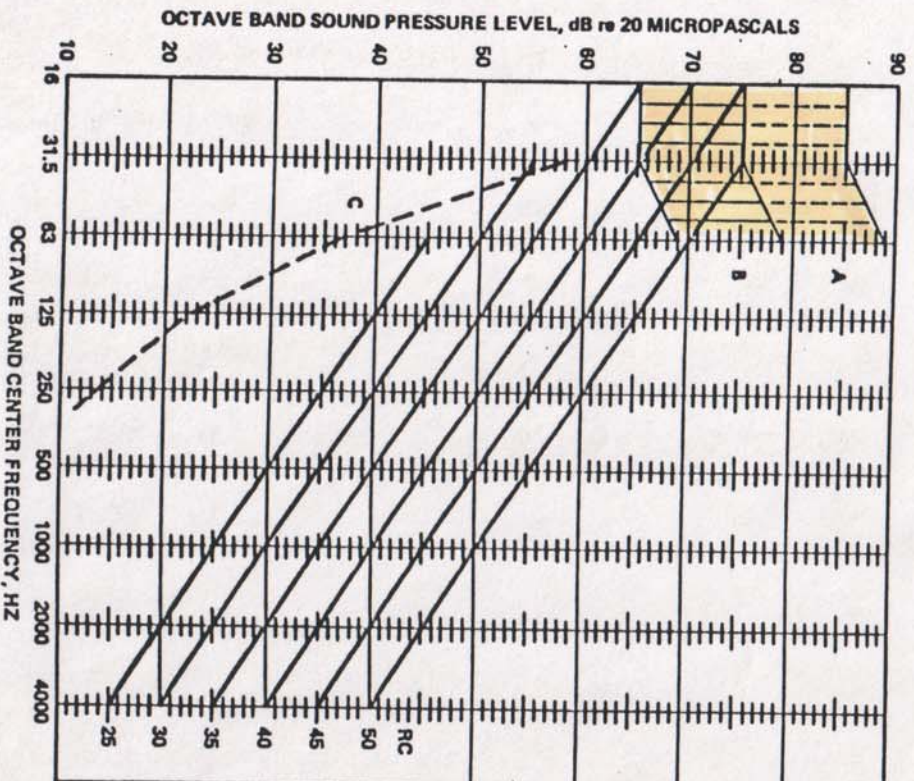 OCTAVE BAND SOUND PRESSURE LEVEL, dB re 20 MICROPASCALS
10 20 30 40 50 60 70 80 90
16 31.5 63 125 250 500 1000 2000 4000
OCTAVE BAND CENTER FREQUENCY, HZ
A
B
C
RC
50
45
40
35
30
25